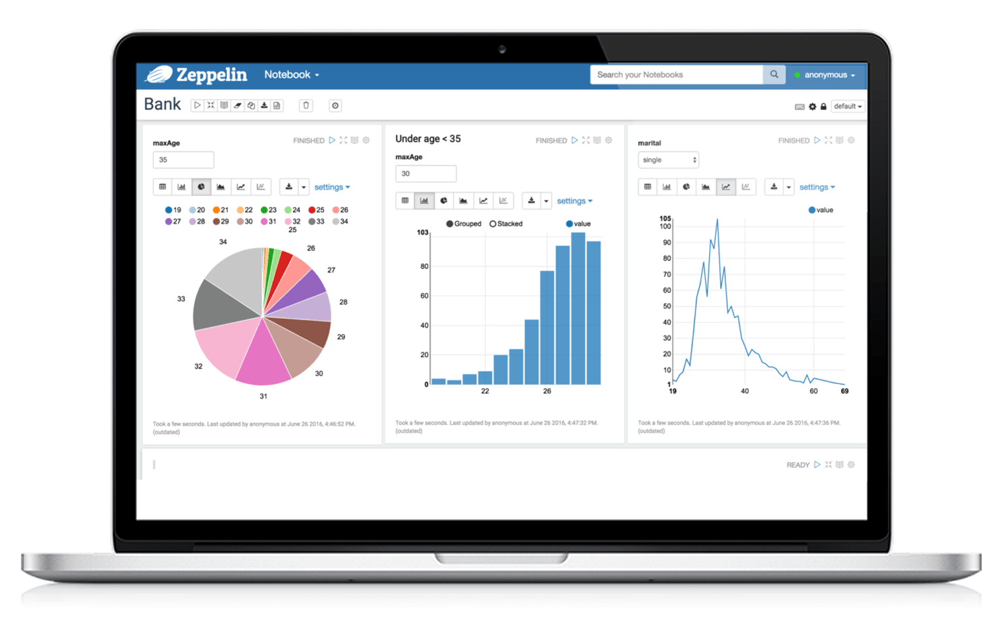 Zeppelin Notebook Search your Notebooks anonymous
Bank default
maxAge FINISHED
35
settings
19 20 21 22 23 24 25 26
27 28 29 30 31 32 33 34
25
34 26
27
33 28
29
32 30
31
Took a few seconds. Last updated by anonymous at June 26 2016, 4:46:52 PM.
(outdated)
Under age < 35 FINISHED
maxAge
30
settings
Grouped Stacked value
103
80
60
40
20
0
22 26
Took a few seconds. Last updated by anonymous at June 26 2016, 4:47:32 PM.
(outdated)
marital FINISHED
single
settings
value
105
100
90
80
70
60
50
40
30
20
10
1
19 40 60 69
Took a few seconds. Last updated by anonymous at June 26 2016, 4:47:36 PM.
(outdated)
READY